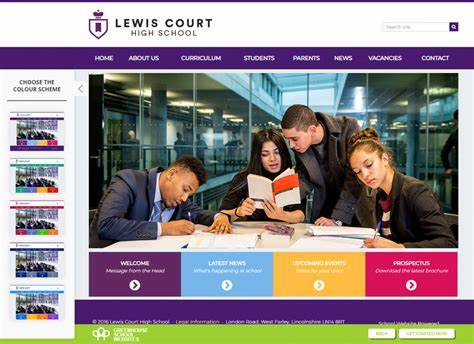 LEWIS COURT
HIGH SCHOOL
Search site
HOME ABOUT US CURRICULUM STUDENTS PARENTS NEWS VACANCIES CONTACT
CHOOSE THE
COLOUR SCHEME
WELCOME
Message from the Head
LATEST NEWS
What's happening at school
UPCOMING EVENTS
Dates for your diary
PROSPECTUS
Download the latest brochure
© 2016 Lewis Court High School Legal Information London Road, West Farley, Lincolnshire LN14 8RT
School Website Powered
GREENHOUSE
SCHOOL
WEBSITES
BACK
GET STARTED NOW